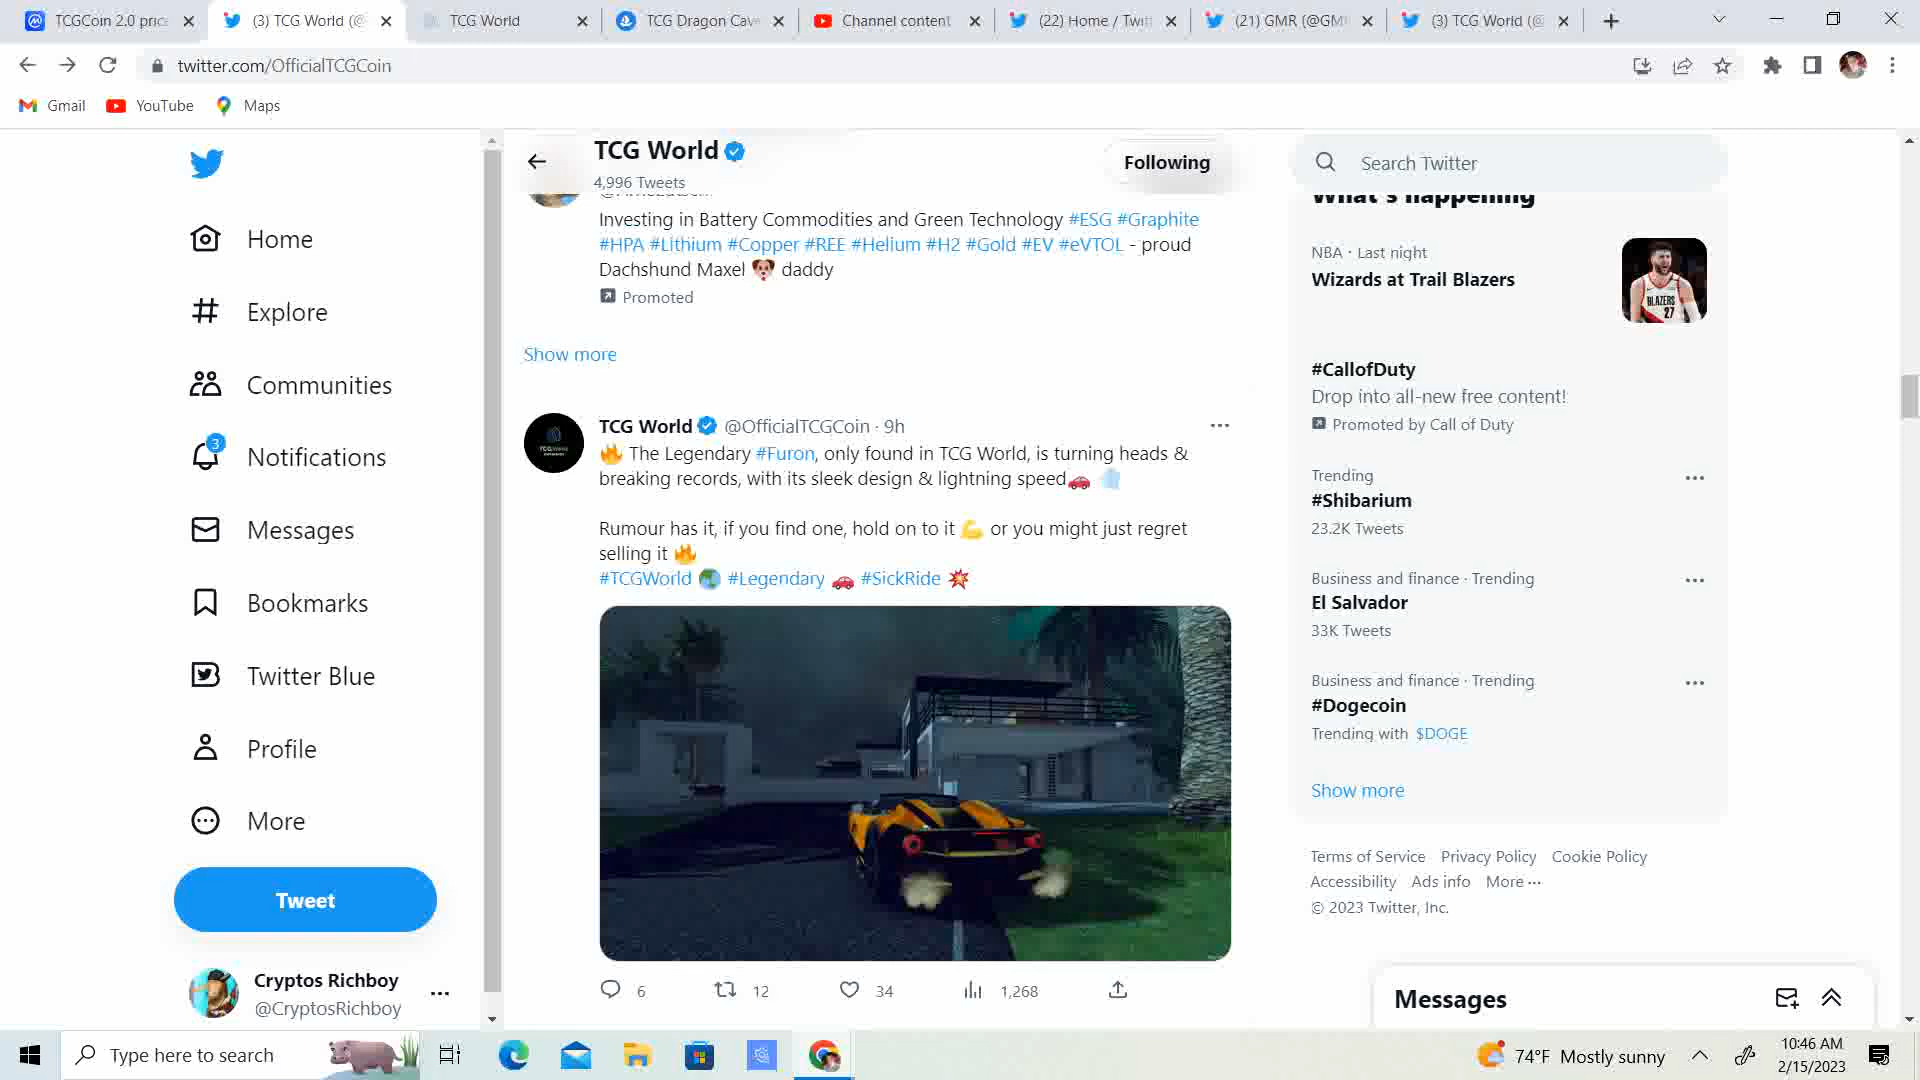 TCGCoin 2.0 price
(3) TCG World (@
TCG World
TCG Dragon Cave
Channel content
(22) Home / Twit
(21) GMR (@GM
(3) TCG World (@
twitter.com/OfficialTCGCoin
Gmail
YouTube
Maps
Home
Explore
Communities
3
Notifications
Messages
Bookmarks
Twitter Blue
Profile
More
Tweet
Cryptos Richboy
@CryptosRichboy
TCG World
4,996 Tweets
Following
Investing in Battery Commodities and Green Technology #ESG #Graphite
#HPA #Lithium #Copper #REE #Helium #H2 #Gold #EV #eVTOL - proud
Dachshund Maxel 🐶 daddy
Promoted
Show more
TCG World @OfficialTCGCoin · 9h
🔥 The Legendary #Furon, only found in TCG World, is turning heads &
breaking records, with its sleek design & lightning speed🚗 💨
Rumour has it, if you find one, hold on to it 💪 or you might just regret
selling it 🔥
#TCGWorld 🌏 #Legendary 🚗 #SickRide 💥
6
12
34
1,268
Search Twitter
What's happening
NBA · Last night
Wizards at Trail Blazers
BLAZERS
27
#CallofDuty
Drop into all-new free content!
Promoted by Call of Duty
Trending
#Shibarium
23.2K Tweets
Business and finance · Trending
El Salvador
33K Tweets
Business and finance · Trending
#Dogecoin
Trending with $DOGE
Show more
Terms of Service Privacy Policy Cookie Policy
Accessibility Ads info More ···
© 2023 Twitter, Inc.
Messages
Type here to search
74°F Mostly sunny
10:46 AM
2/15/2023